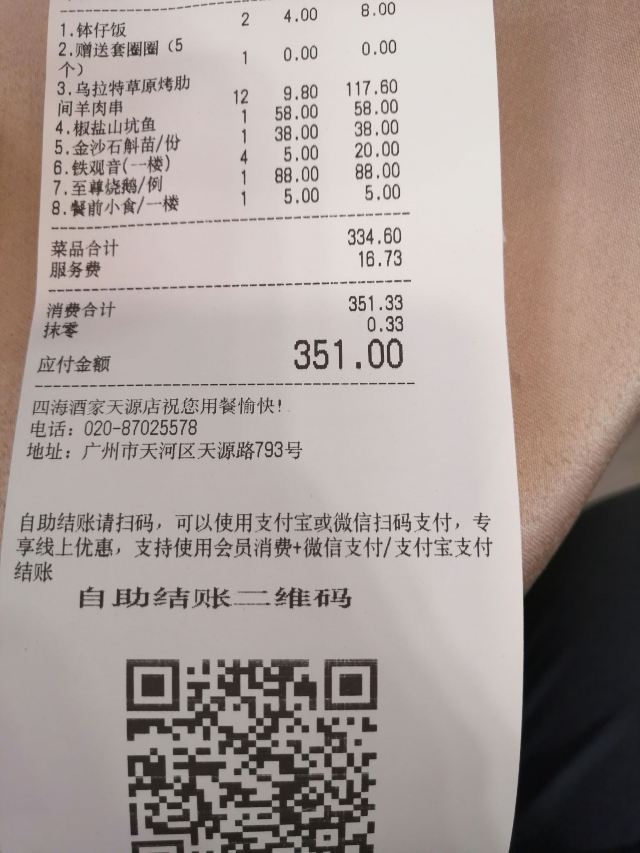 1.钵仔饭 2 4.00 8.00
2.赠送套圈圈（5
个） 1 0.00 0.00
3.乌拉特草原烤肋
间羊肉串 12 9.80 117.60
4.椒盐山坑鱼 1 58.00 58.00
5.金沙石斛苗/份 1 38.00 38.00
6.铁观音(一楼) 4 5.00 20.00
7.至尊烧鹅/例 1 88.00 88.00
8.餐前小食/一楼 1 5.00 5.00
菜品合计 334.60
服务费 16.73
消费合计 351.33
抹零 0.33
应付金额 351.00
四海酒家天源店祝您用餐愉快!
电话：020-87025578
地址：广州市天河区天源路793号
自助结账请扫码，可以使用支付宝或微信扫码支付，专
享线上优惠，支持使用会员消费+微信支付/支付宝支付
结账
自助结账二维码